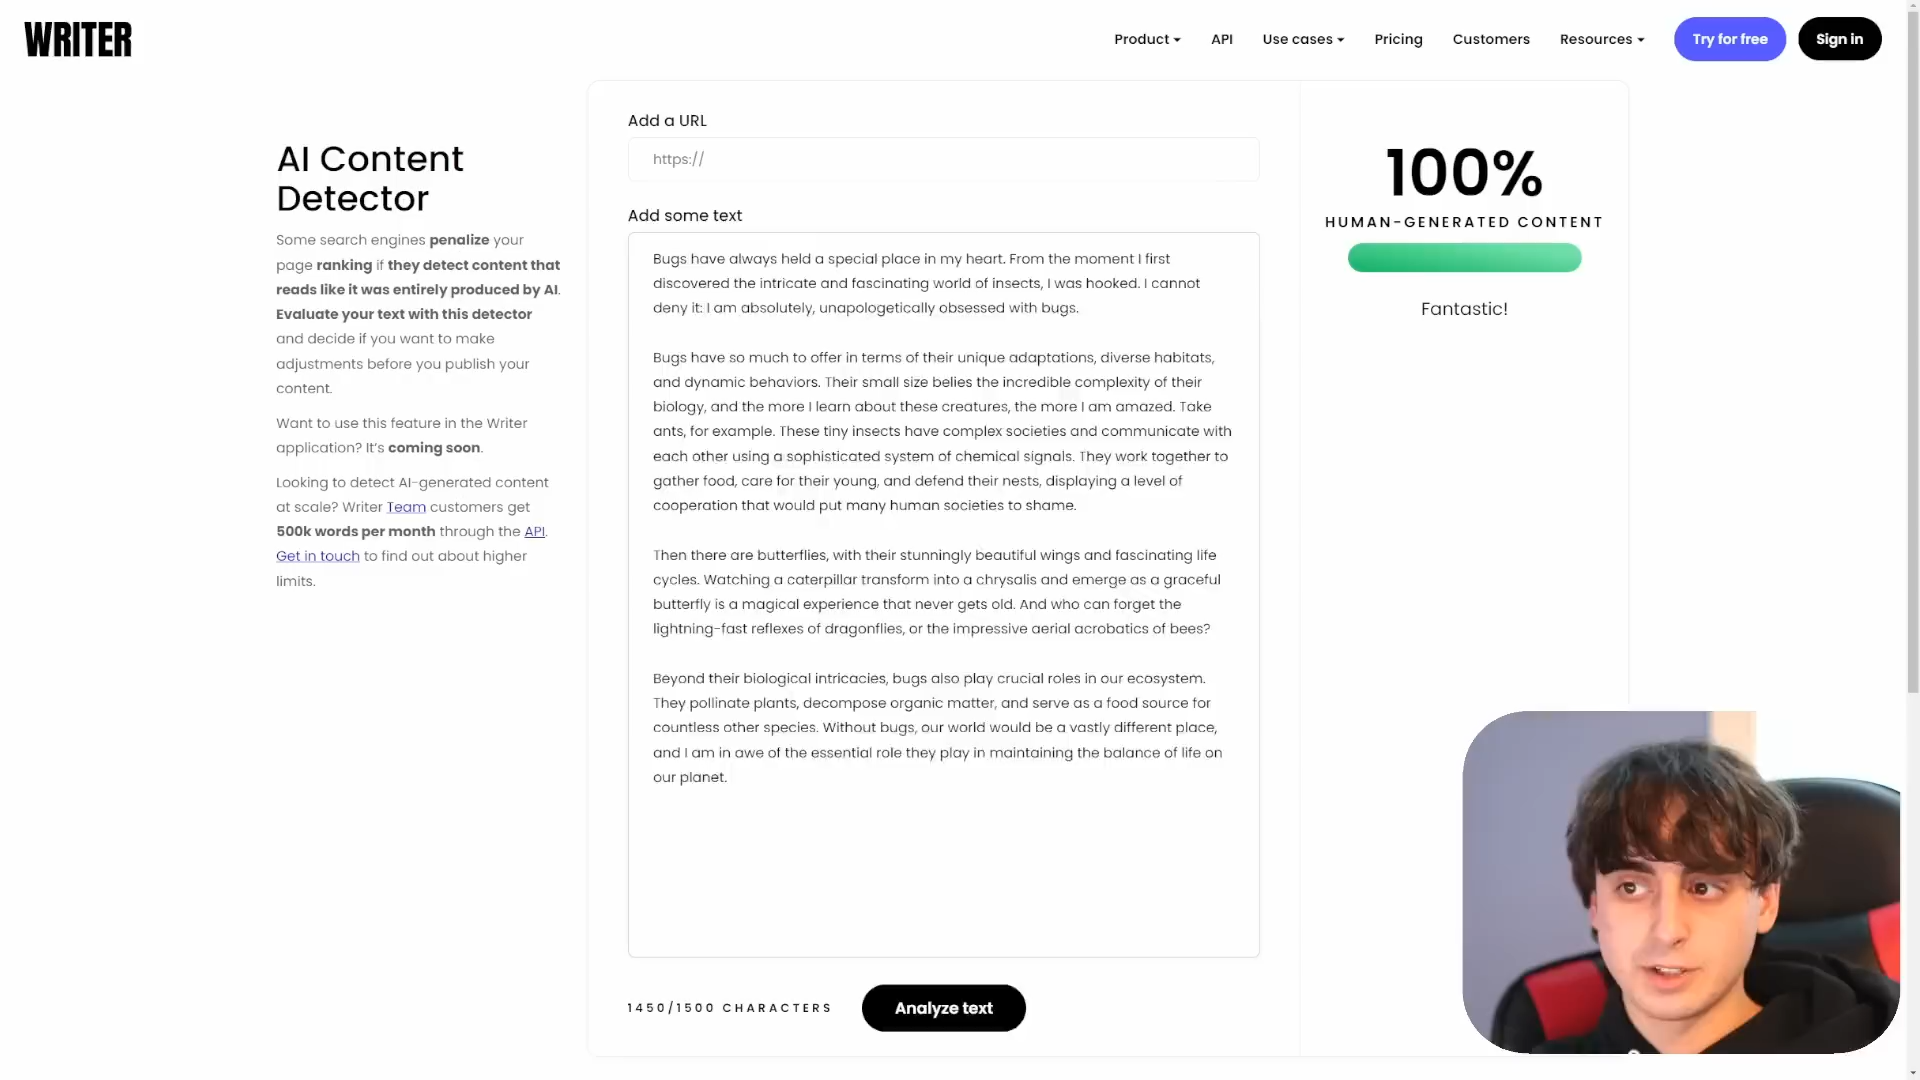 WRITER
Product
API
Use cases
Pricing
Customers
Resources
Try for free
Sign in
AI Content
Detector
Some search engines penalize your
page ranking if they detect content that
reads like it was entirely produced by AI.
Evaluate your text with this detector
and decide if you want to make
adjustments before you publish your
content.
Want to use this feature in the Writer
application? It's coming soon.
Looking to detect AI-generated content
at scale? Writer Team customers get
500k words per month through the API.
Get in touch to find out about higher
limits.
Add a URL
https://
Add some text
Bugs have always held a special place in my heart. From the moment I first
discovered the intricate and fascinating world of insects, I was hooked. I cannot
deny it: I am absolutely, unapologetically obsessed with bugs.
Bugs have so much to offer in terms of their unique adaptations, diverse habitats,
and dynamic behaviors. Their small size belies the incredible complexity of their
biology, and the more I learn about these creatures, the more I am amazed. Take
ants, for example. These tiny insects have complex societies and communicate with
each other using a sophisticated system of chemical signals. They work together to
gather food, care for their young, and defend their nests, displaying a level of
cooperation that would put many human societies to shame.
Then there are butterflies, with their stunningly beautiful wings and fascinating life
cycles. Watching a caterpillar transform into a chrysalis and emerge as a graceful
butterfly is a magical experience that never gets old. And who can forget the
lightning-fast reflexes of dragonflies, or the impressive aerial acrobatics of bees?
Beyond their biological intricacies, bugs also play crucial roles in our ecosystem.
They pollinate plants, decompose organic matter, and serve as a food source for
countless other species. Without bugs, our world would be a vastly different place,
and I am in awe of the essential role they play in maintaining the balance of life on
our planet.
1450/1500 CHARACTERS
Analyze text
100%
HUMAN-GENERATED CONTENT
Fantastic!